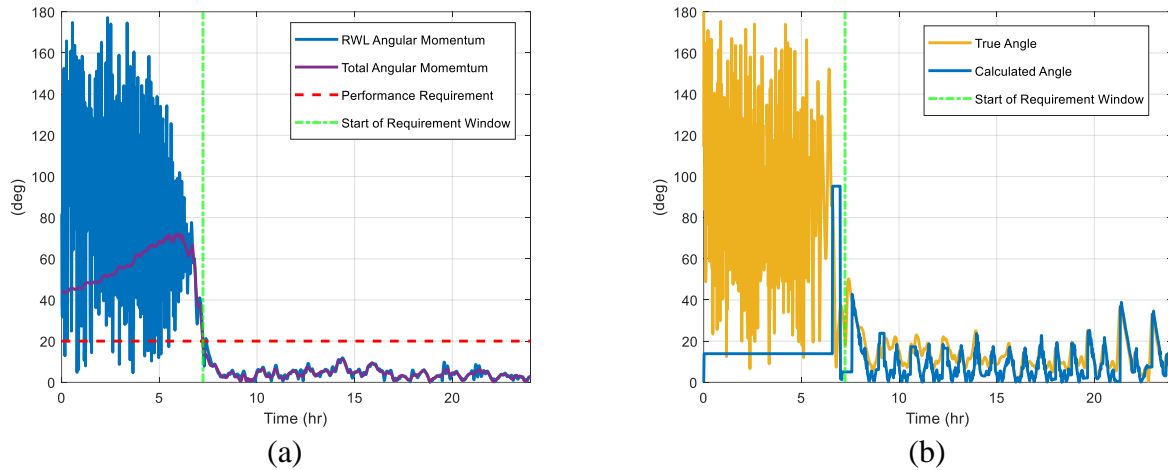 180
160
140
120
100
80
60
40
20
0
(deg)
RWL Angular Momentum
Total Angular Momentum
Performance Requirement
Start of Requirement Window
0 5 10 15 20
Time (hr)
(a)
180
160
140
120
100
80
60
40
20
0
(deg)
True Angle
Calculated Angle
Start of Requirement Window
0 5 10 15 20
Time (hr)
(b)